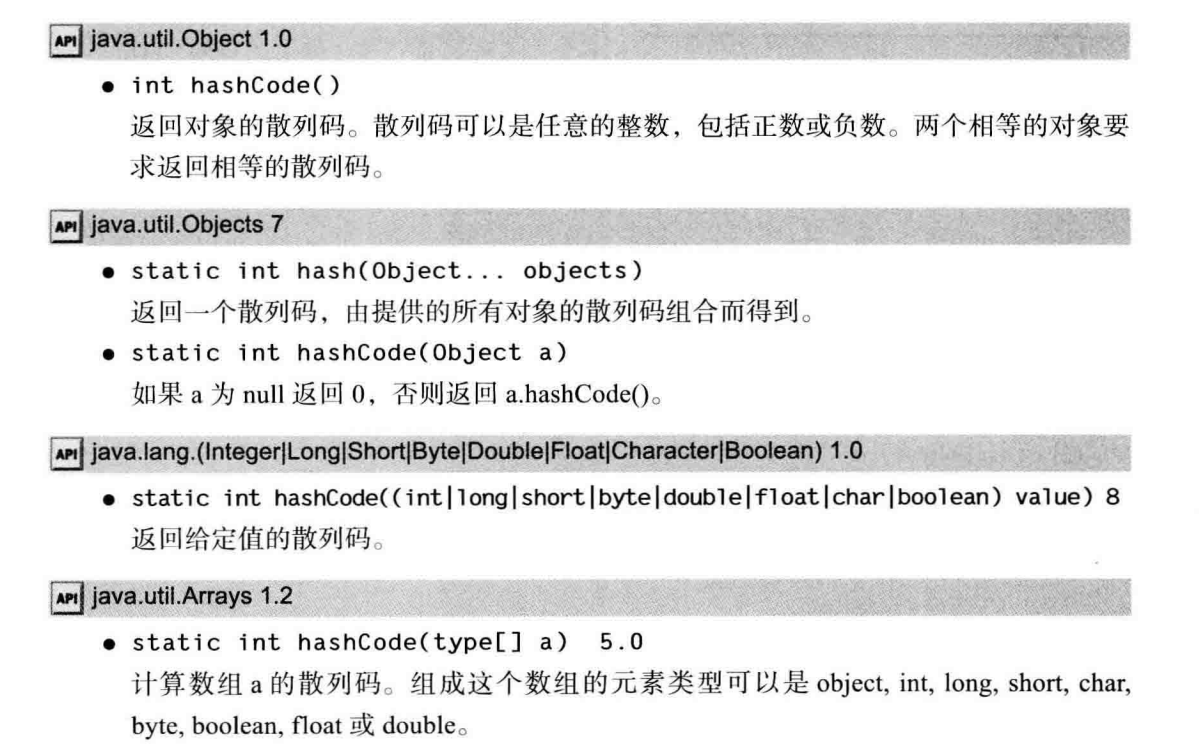 API java.util.Object 1.0
● int hashCode()
返回对象的散列码。散列码可以是任意的整数，包括正数或负数。两个相等的对象要
求返回相等的散列码。
API java.util.Objects 7
● static int hash(Object... objects)
返回一个散列码，由提供的所有对象的散列码组合而得到。
● static int hashCode(Object a)
如果 a 为 null 返回 0，否则返回 a.hashCode()。
API java.lang.(Integer|Long|Short|Byte|Double|Float|Character|Boolean) 1.0
● static int hashCode((int|long|short|byte|double|float|char|boolean) value) 8
返回给定值的散列码。
API java.util.Arrays 1.2
● static int hashCode(type[] a) 5.0
计算数组 a 的散列码。组成这个数组的元素类型可以是 object, int, long, short, char,
byte, boolean, float 或 double。